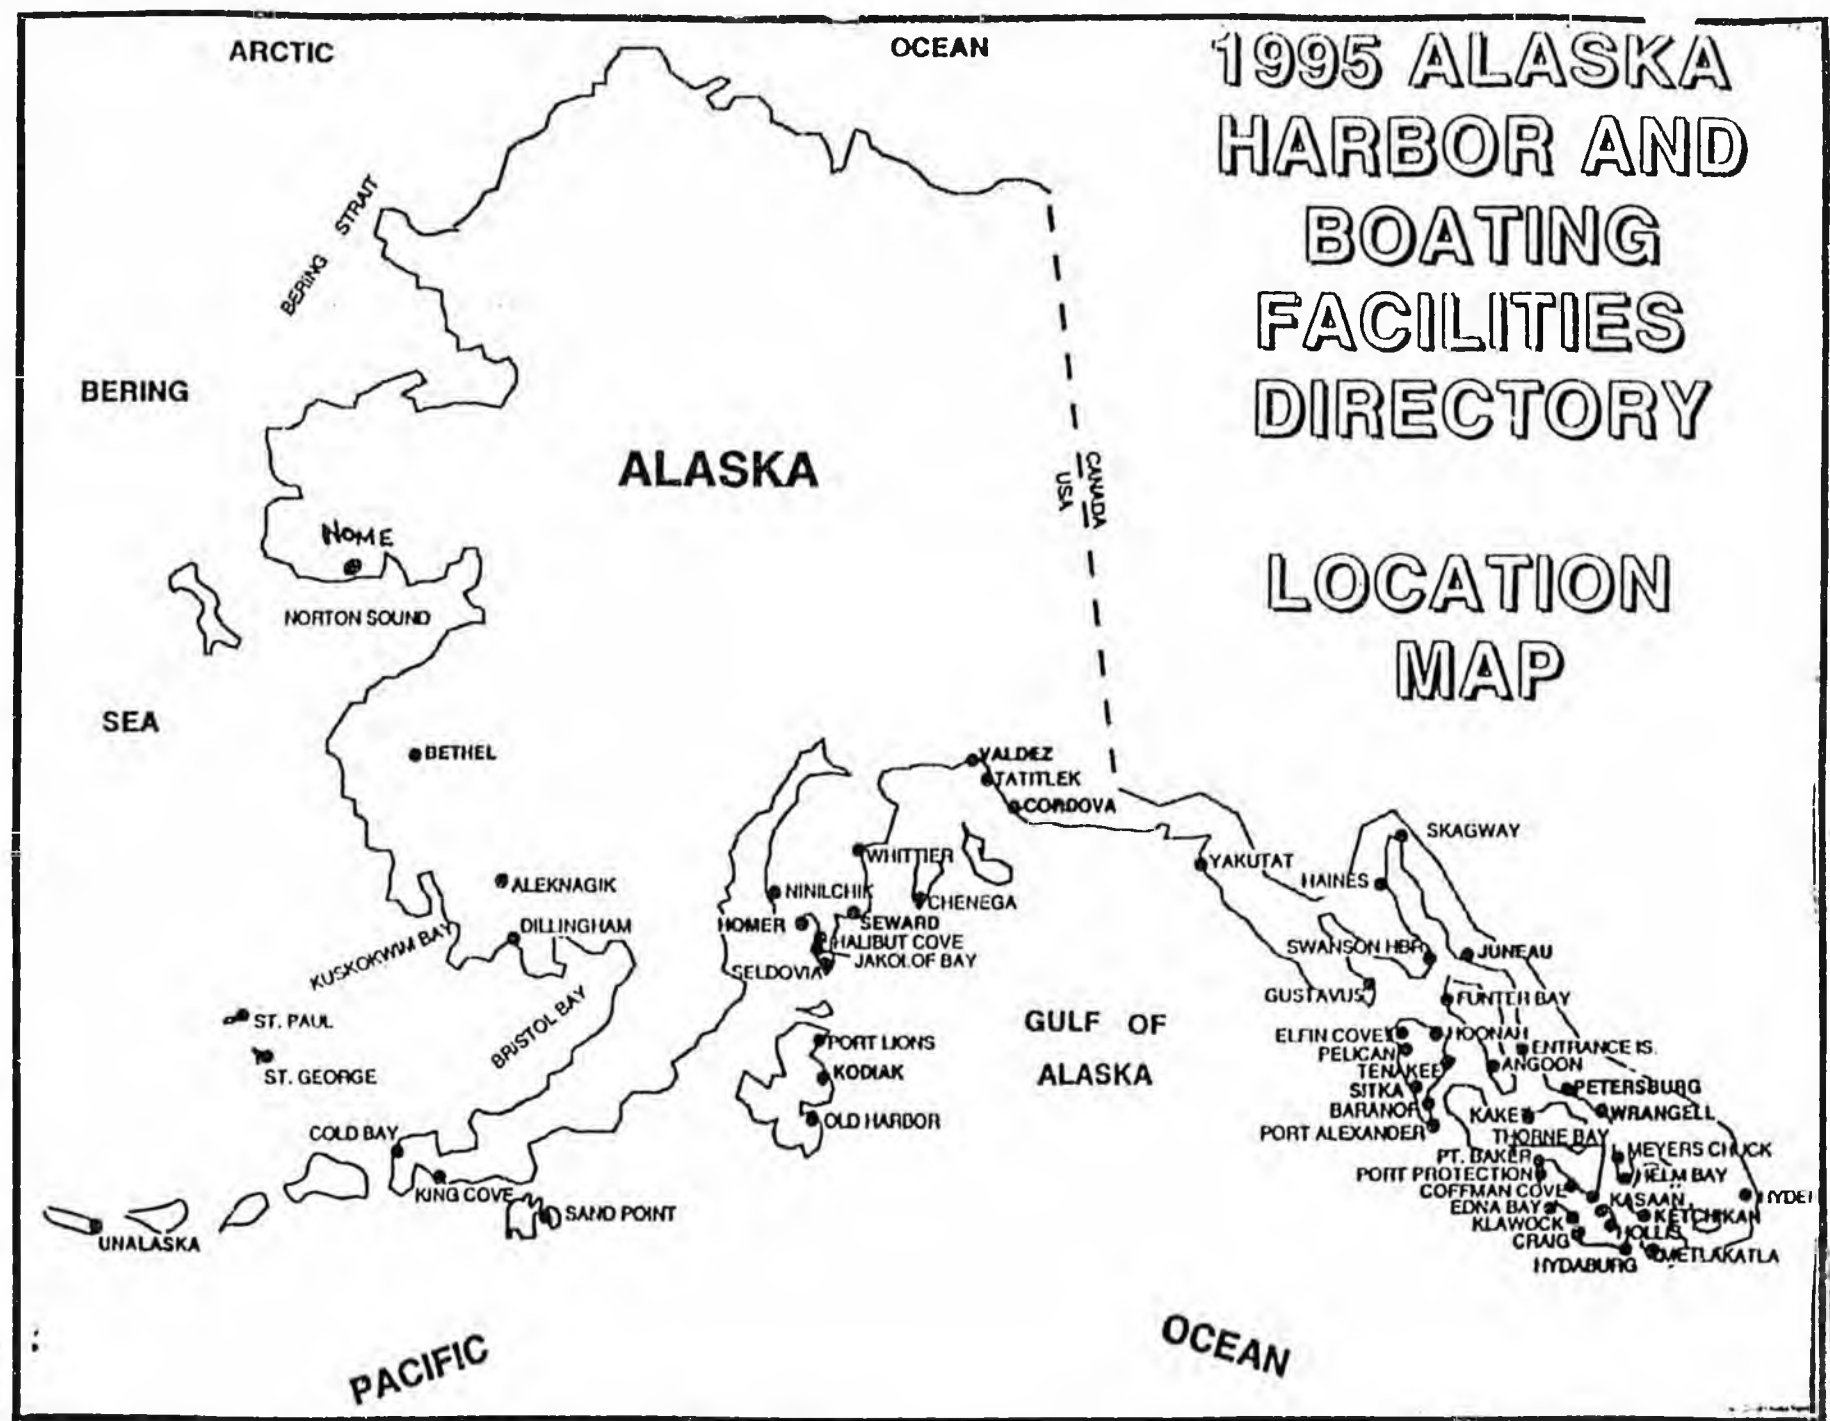 ARCTIC
OCEAN
1995 ALASKA
HARBOR AND
BOATING
FACILITIES
DIRECTORY
LOCATION
MAP
BERING STRAIT
BERING
SEA
ALASKA
CANADA
USA
NOME
NORTON SOUND
BETHEL
ALEKNAGIK
DILLINGHAM
KUSKOKWIM BAY
BRISTOL BAY
ST. PAUL
ST. GEORGE
COLD BAY
KING COVE
SAND POINT
UNALASKA
VALDEZ
TATITLEK
CORDOVA
WHITTIER
NINILCHIK
CHENEGA
HOMER
SEWARD
HALIBUT COVE
JAKOLOF BAY
SELDOVIA
PORT LIONS
KODIAK
OLD HARBOR
GULF OF
ALASKA
YAKUTAT
SKAGWAY
HAINES
SWANSON HBR
JUNEAU
GUSTAVUS
FUNTER BAY
ELFIN COVE
HOONAH
PELICAN
ENTRANCE IS.
TENAKEE
ANGOON
SITKA
PETERSBURG
BARANOF
KAKE
WRANGELL
PORT ALEXANDER
THORNE BAY
PT. BAKER
MEYERS CHUCK
PORT PROTECTION
HELM BAY
COFFMAN COVE
KASAAN
HYDER
EDNA BAY
KETCHIKAN
KLAWOCK
HOLLIS
CRAIG
METLAKATLA
HYDABURG
PACIFIC
OCEAN